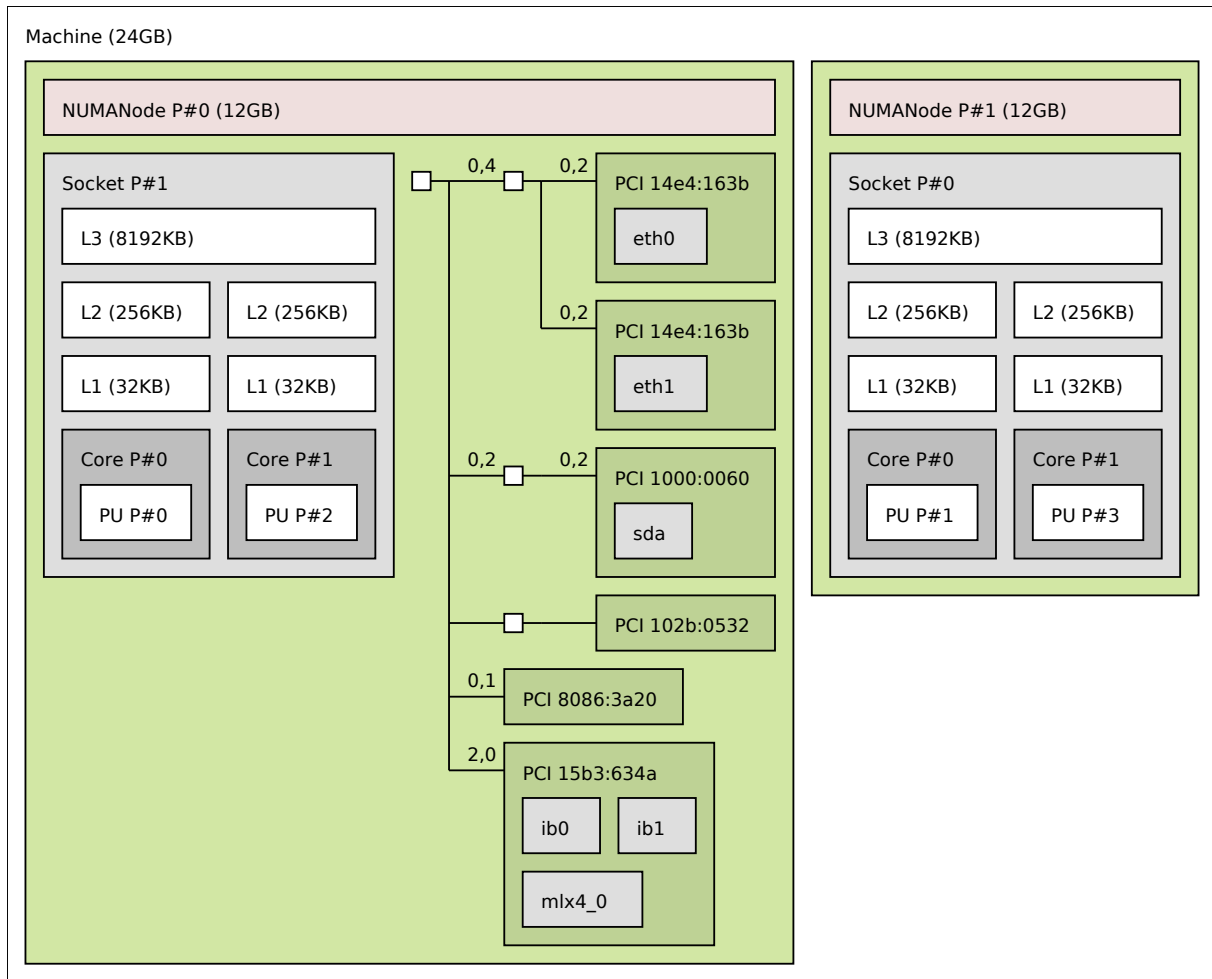 Machine (24GB)
NUMANode P#0 (12GB)
Socket P#1
L3 (8192KB)
L2 (256KB) L2 (256KB)
L1 (32KB) L1 (32KB)
Core P#0 Core P#1
PU P#0 PU P#2
0,4 0,2 PCI 14e4:163b
eth0
0,2 PCI 14e4:163b
eth1
0,2 0,2 PCI 1000:0060
sda
PCI 102b:0532
0,1 PCI 8086:3a20
2,0 PCI 15b3:634a
ib0 ib1
mlx4_0
NUMANode P#1 (12GB)
Socket P#0
L3 (8192KB)
L2 (256KB) L2 (256KB)
L1 (32KB) L1 (32KB)
Core P#0 Core P#1
PU P#1 PU P#3